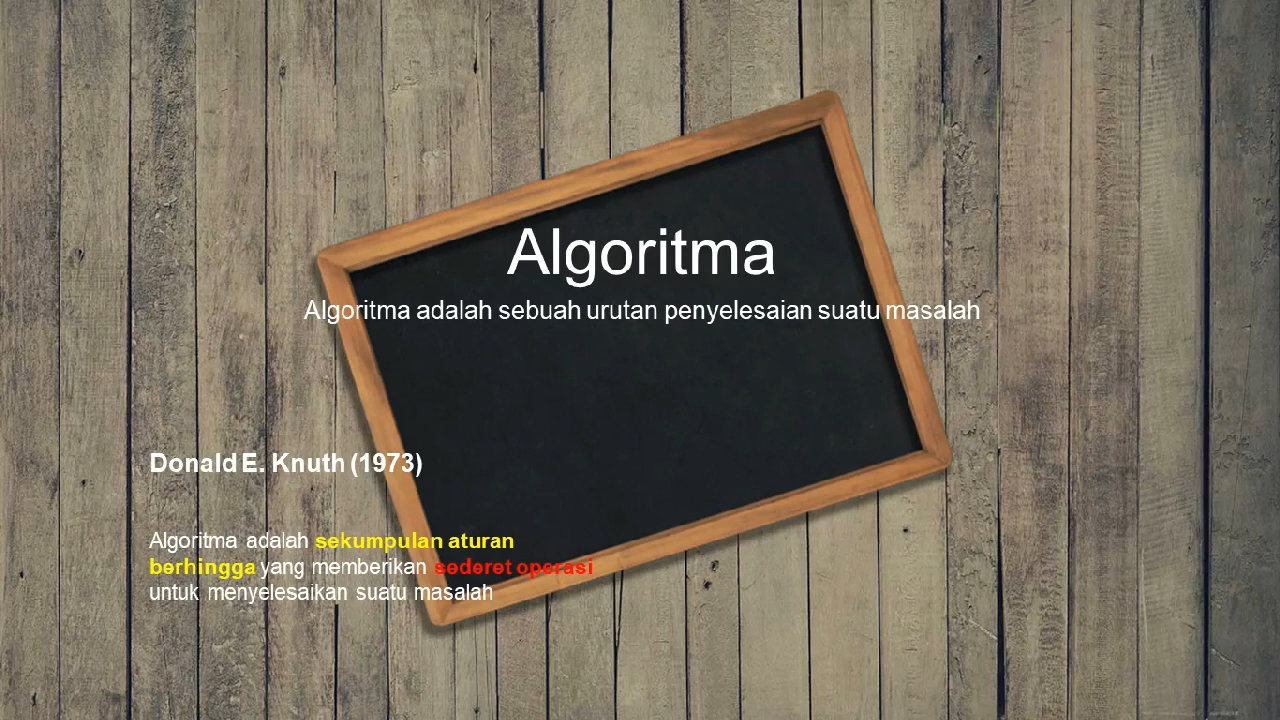 Algoritma
Algoritma adalah sebuah urutan penyelesaian suatu masalah
Donald E. Knuth (1973)
Algoritma adalah sekumpulan aturan
berhingga yang memberikan sederet operasi
untuk menyelesaikan suatu masalah